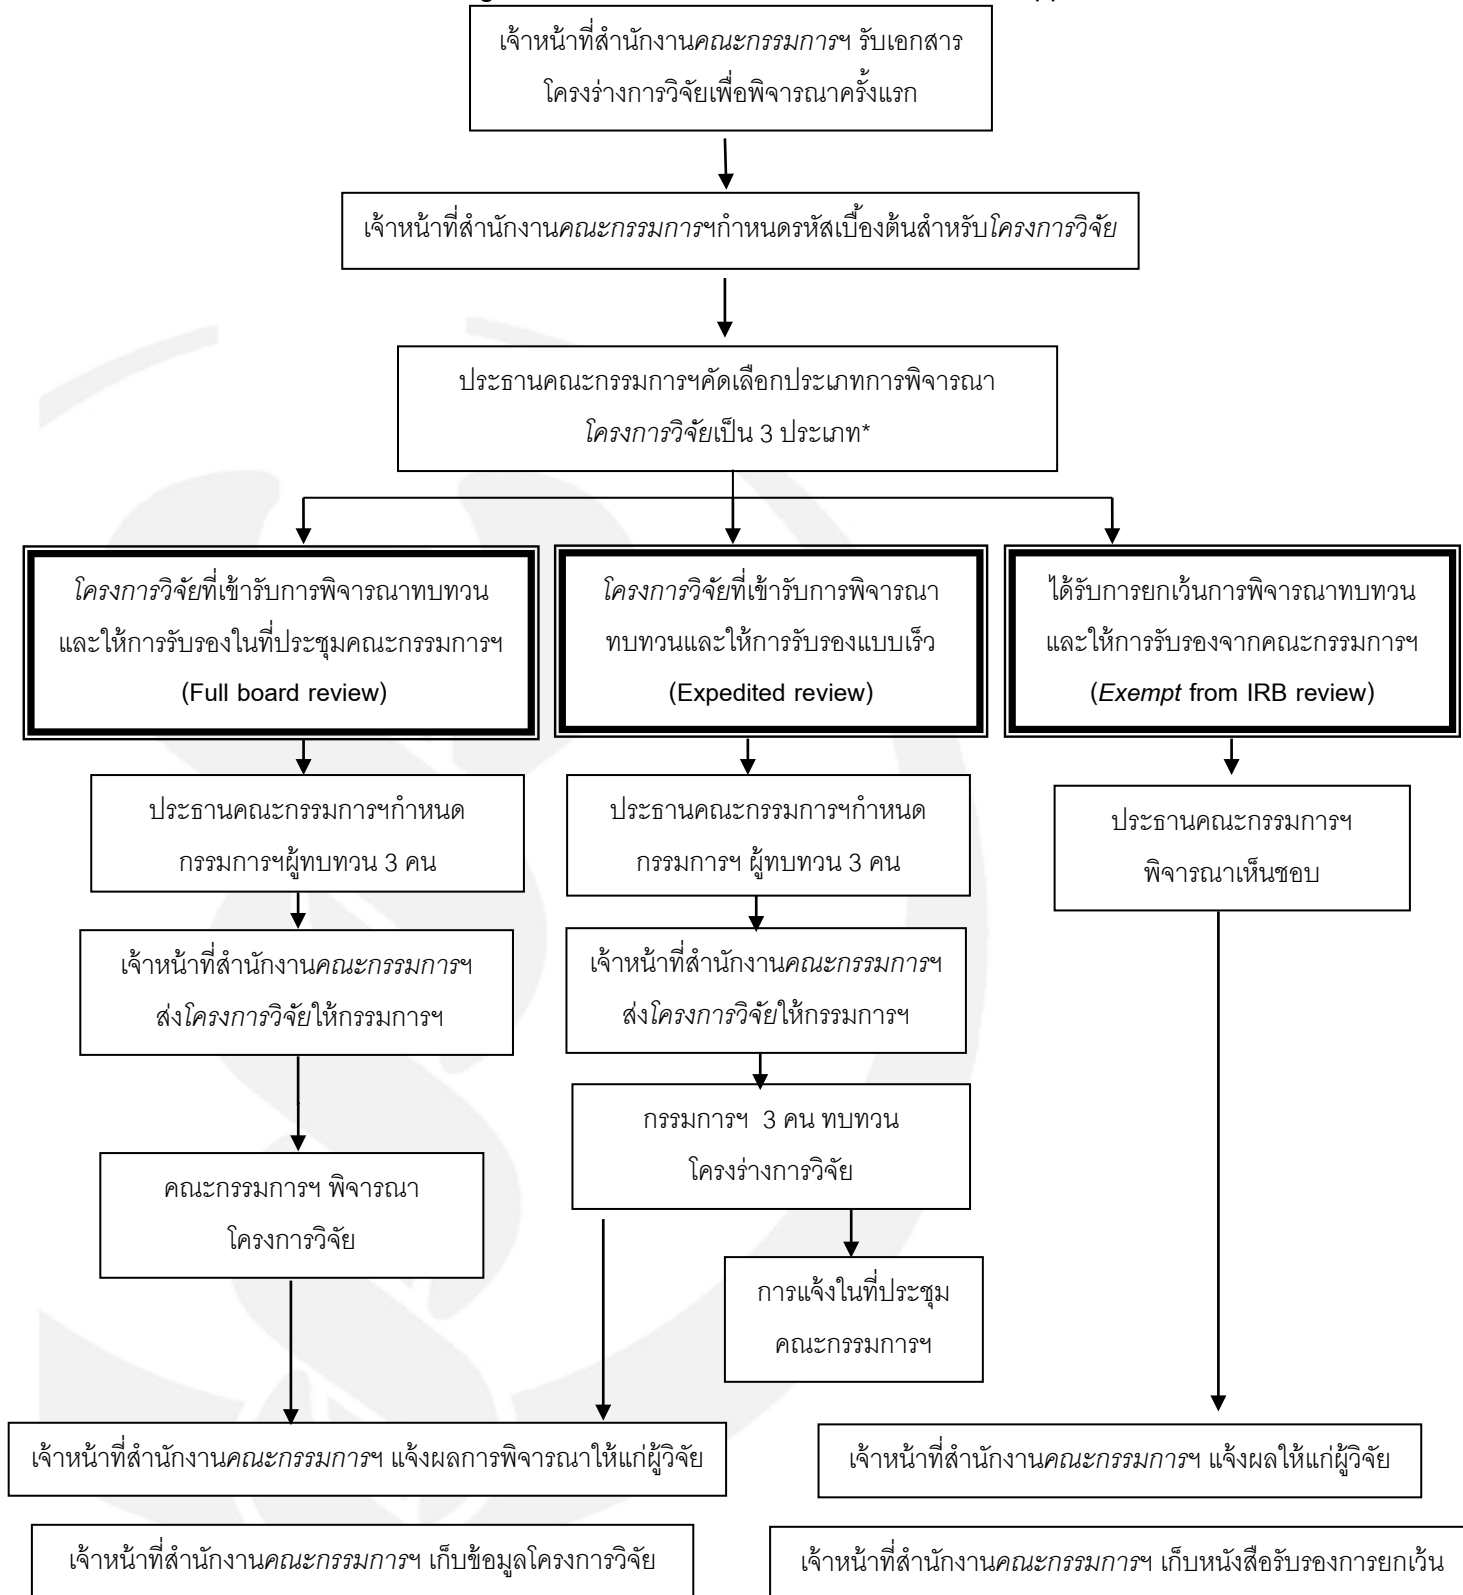 เจ้าหน้าที่สำนักงานคณะกรรมการฯ รับเอกสาร
โครงร่างการวิจัยเพื่อพิจารณาครั้งแรก
เจ้าหน้าที่สำนักงานคณะกรรมการฯกำหนดรหัสเบื้องต้นสำหรับโครงการวิจัย
ประธานคณะกรรมการฯคัดเลือกประเภทการพิจารณา
โครงการวิจัยเป็น 3 ประเภท*
โครงการวิจัยที่เข้ารับการพิจารณาทบทวน
และให้การรับรองในที่ประชุมคณะกรรมการฯ
(Full board review)
โครงการวิจัยที่เข้ารับการพิจารณา
ทบทวนและให้การรับรองแบบเร็ว
(Expedited review)
ได้รับการยกเว้นการพิจารณาทบทวน
และให้การรับรองจากคณะกรรมการฯ
(Exempt from IRB review)
ประธานคณะกรรมการฯกำหนด
กรรมการฯผู้ทบทวน 3 คน
ประธานคณะกรรมการฯกำหนด
กรรมการฯ ผู้ทบทวน 3 คน
ประธานคณะกรรมการฯ
พิจารณาเห็นชอบ
เจ้าหน้าที่สำนักงานคณะกรรมการฯ
ส่งโครงการวิจัยให้กรรมการฯ
เจ้าหน้าที่สำนักงานคณะกรรมการฯ
ส่งโครงการวิจัยให้กรรมการฯ
กรรมการฯ 3 คน ทบทวน
โครงร่างการวิจัย
คณะกรรมการฯ พิจารณา
โครงการวิจัย
การแจ้งในที่ประชุม
คณะกรรมการฯ
เจ้าหน้าที่สำนักงานคณะกรรมการฯ แจ้งผลการพิจารณาให้แก่ผู้วิจัย
เจ้าหน้าที่สำนักงานคณะกรรมการฯ แจ้งผลให้แก่ผู้วิจัย
เจ้าหน้าที่สำนักงานคณะกรรมการฯ เก็บข้อมูลโครงการวิจัย
เจ้าหน้าที่สำนักงานคณะกรรมการฯ เก็บหนังสือรับรองการยกเว้น